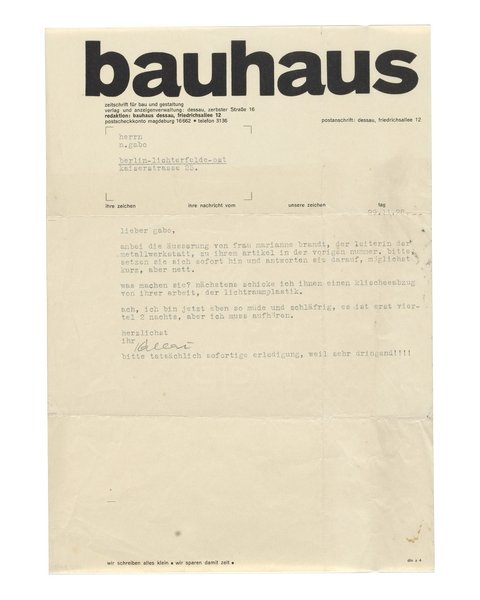 bauhaus
zeitschrift für bau und gestaltung
verlag und anzeigenverwaltung: dessau, zerbster Straße 16
redaktion: bauhaus dessau, friedrichsallee 12
postscheckkonto magdeburg 16662 • telefon 3136
postanschrift: dessau, friedrichsallee 12
herrn
n.gabo
berlin-lichterfelde-ost
kaiserstrasse 25.
ihre zeichen ihre nachricht vom unsere zeichen tag
lieber gabo,
anbei die äusserung von frau marianne brandt, der leiterin der
metallwerkstatt, zu ihrem artikel in der vorigen nummer. bitte
setzen sie sich sofort hin und antworten sie darauf, möglichst
kurz, aber nett.
was machen sie? nächstens schicke ich ihnen einen klischeeabzug
von ihrer arbeit, der lichtraumplastik.
ach, ich bin jetzt eben so müde und schläfrig, es ist erst vier-
tel 2 nachts, aber ich muss aufhören.
herzlichst
ihr
bitte tatsächlich sofortige erledigung, weil sehr dringend!!!!
wir schreiben alles klein • wir sparen damit zeit •
din a 4